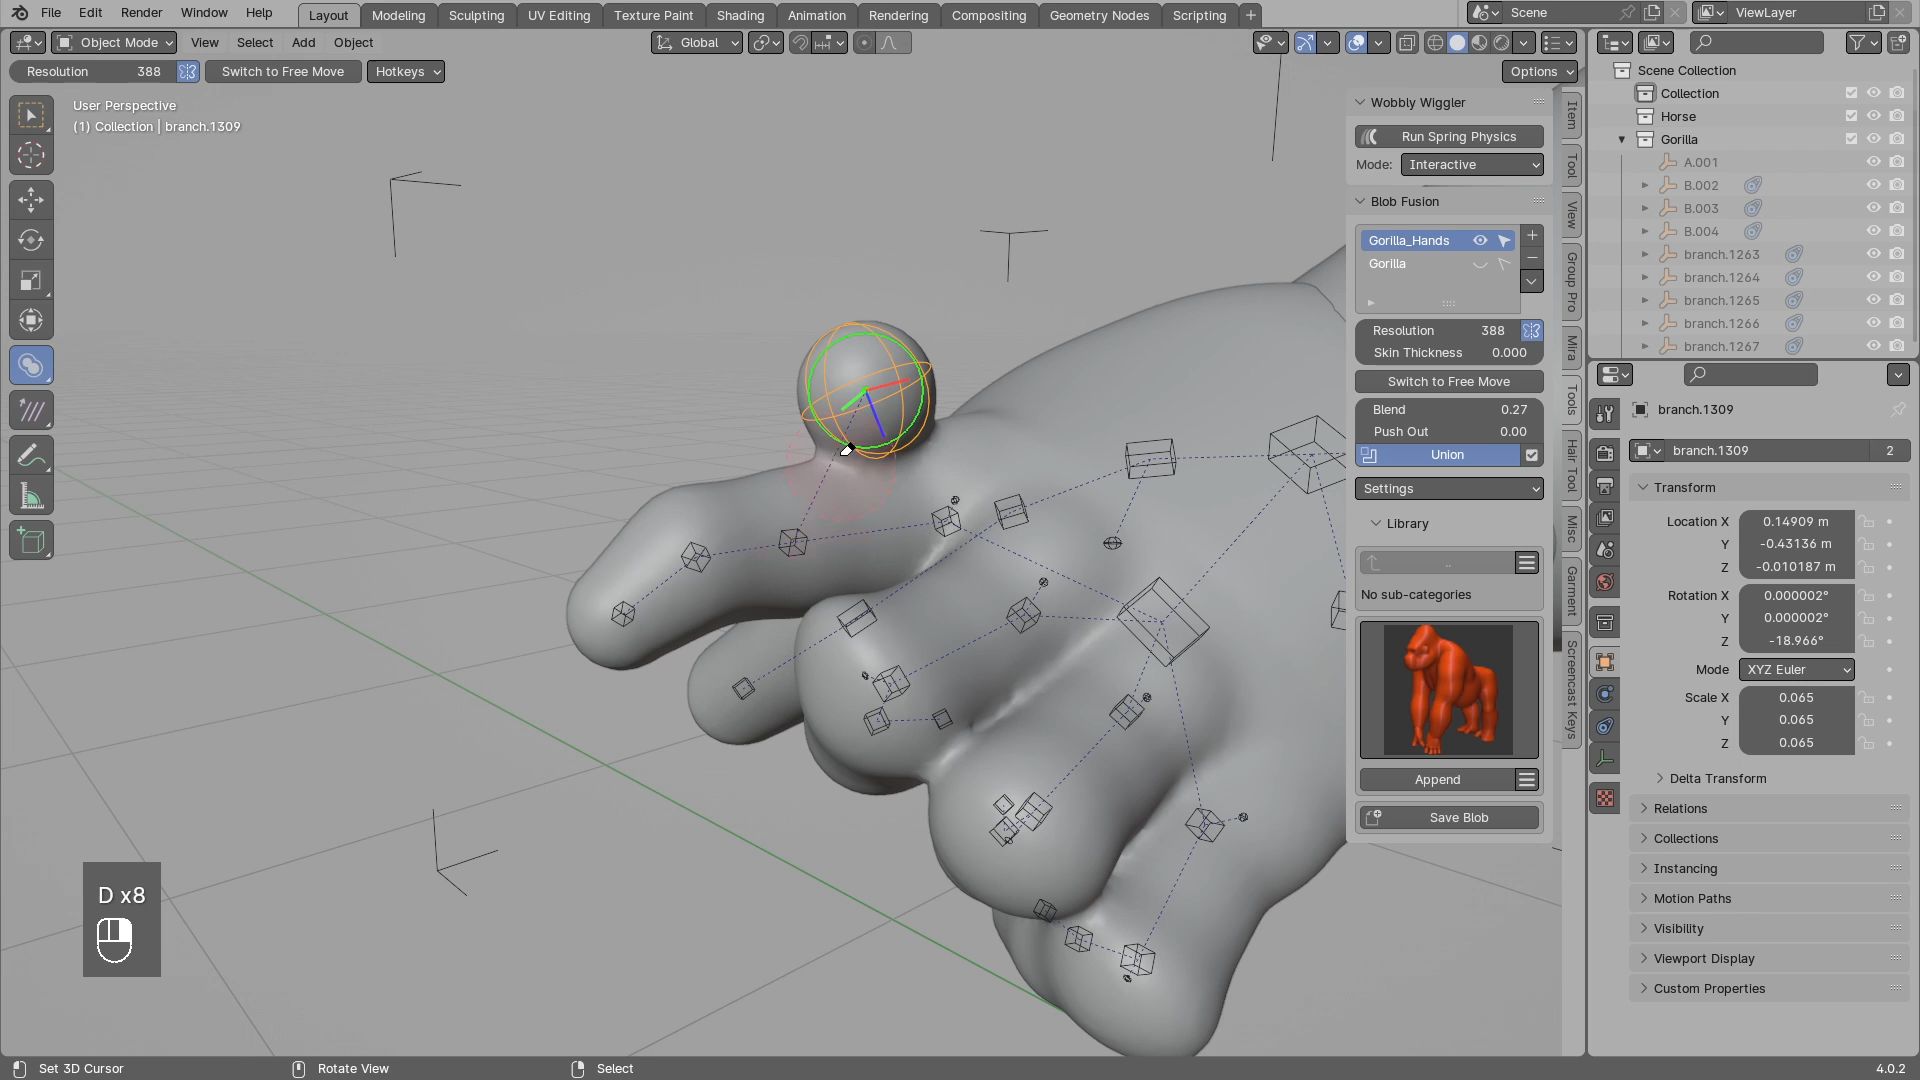 File Edit Render Window Help Layout Modeling Sculpting UV Editing Texture Paint Shading Animation Rendering Compositing Geometry Nodes Scripting + Scene ViewLayer
Object Mode View Select Add Object Global
Resolution 388 Switch to Free Move Hotkeys Options
User Perspective
(1) Collection | branch.1309
D x8
Wobbly Wiggler
Run Spring Physics
Mode: Interactive
Blob Fusion
Gorilla_Hands
Gorilla
Resolution 388
Skin Thickness 0.000
Switch to Free Move
Blend 0.27
Push Out 0.00
Union
Settings
Library
..
No sub-categories
Append
Save Blob
Item
Tool
View
Group Pro
Mira
Tools
Hair Tool
Misc
Garment
Screencast Keys
Scene Collection
Collection
Horse
Gorilla
A.001
B.002
B.003
B.004
branch.1263
branch.1264
branch.1265
branch.1266
branch.1267
branch.1309
branch.1309 2
Transform
Location X 0.14909 m
Y -0.43136 m
Z -0.010187 m
Rotation X 0.000002°
Y 0.000002°
Z -18.966°
Mode XYZ Euler
Scale X 0.065
Y 0.065
Z 0.065
Delta Transform
Relations
Collections
Instancing
Motion Paths
Visibility
Viewport Display
Custom Properties
Set 3D Cursor Rotate View Select 4.0.2